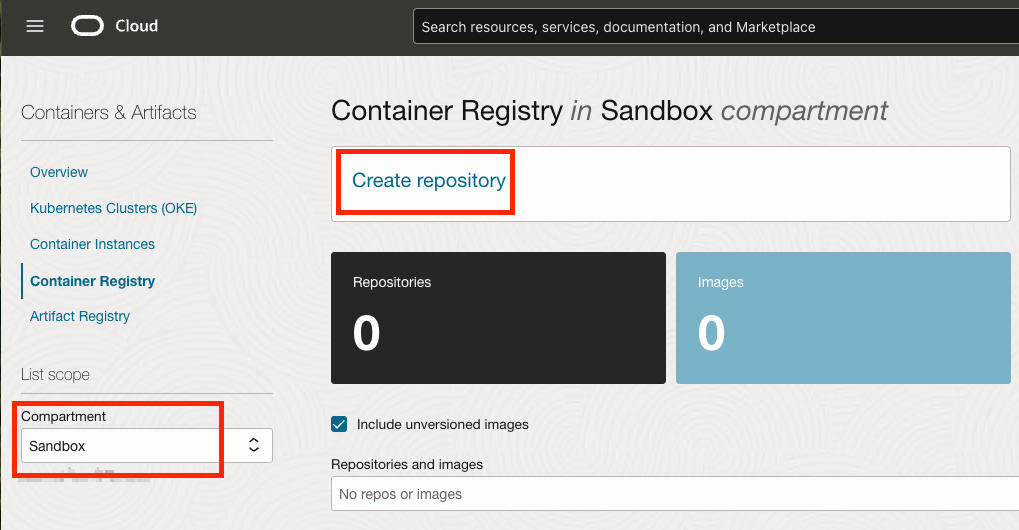 Cloud
Search resources, services, documentation, and Marketplace
Containers & Artifacts
Overview
Kubernetes Clusters (OKE)
Container Instances
Container Registry
Artifact Registry
List scope
Compartment
Sandbox
Container Registry in Sandbox compartment
Create repository
Repositories
0
Images
0
Include unversioned images
Repositories and images
No repos or images